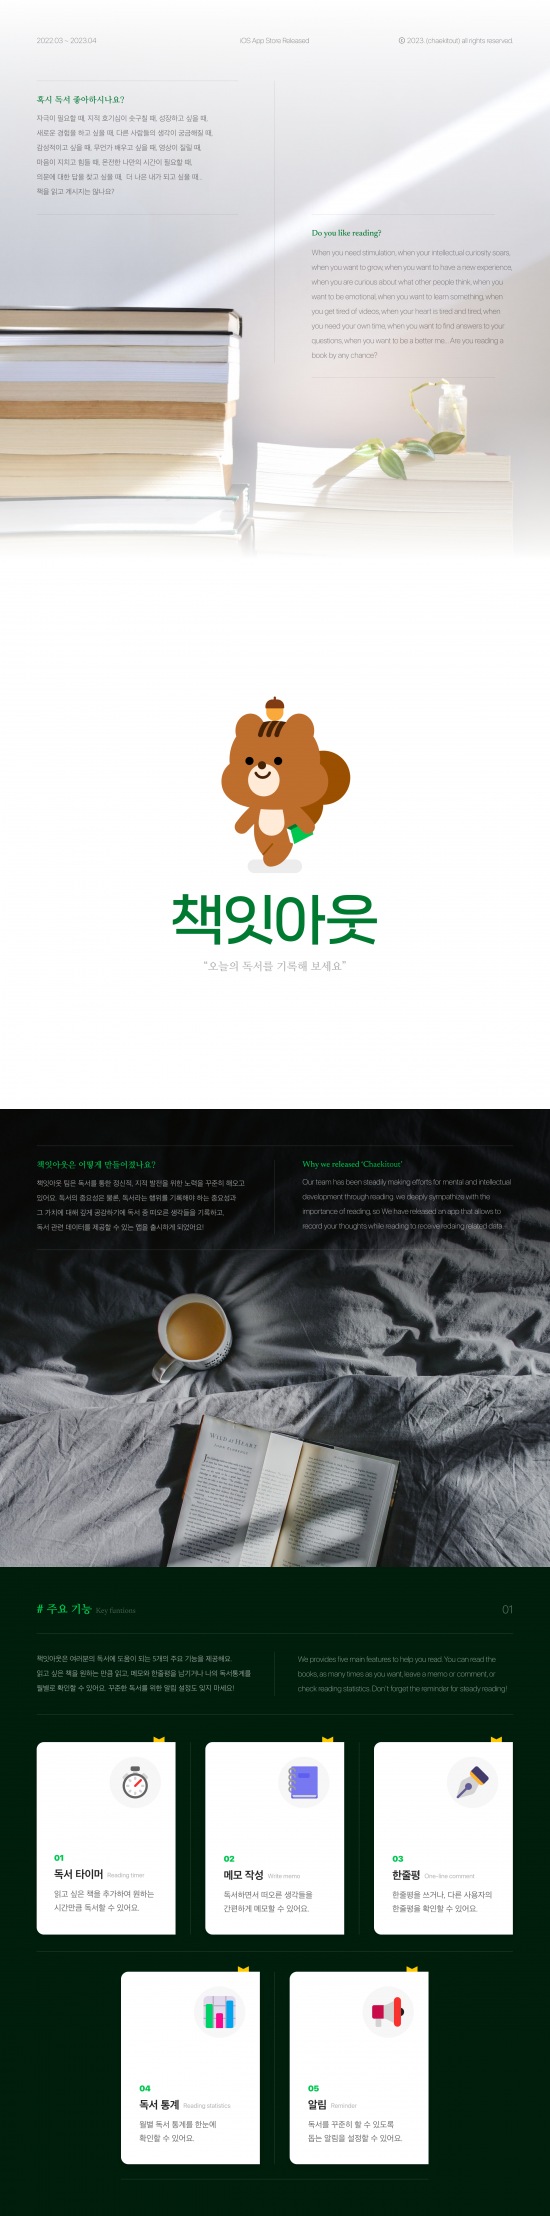 2022.03 ~ 2023.04
iOS App Store Released
© 2023. (chaekitout) all rights reserved.
혹시 독서 좋아하시나요?
자극이 필요할 때, 지적 호기심이 솟구칠 때, 성장하고 싶을 때,
새로운 경험을 하고 싶을 때, 다른 사람들의 생각이 궁금해질 때,
감성적이고 싶을 때, 무언가 배우고 싶을 때, 영상이 질릴 때,
마음이 지치고 힘들 때, 온전한 나만의 시간이 필요할 때,
의문에 대한 답을 찾고 싶을 때, 더 나은 내가 되고 싶을 때..
책을 읽고 계시지는 않나요?
Do you like reading?
When you need stimulation, when your intellectual curiosity soars,
when you want to grow, when you want to have a new experience,
when you are curious about what other people think, when you
want to be emotional, when you want to learn something, when
you get tired of videos, when your heart is tired and tired, when
you need your own time, when you want to find answers to your
questions, when you want to be a better me... Are you reading a
book by any chance?
책잇아웃
“오늘의 독서를 기록해 보세요”
책잇아웃은 어떻게 만들어졌나요?
책잇아웃 팀은 독서를 통한 정신적, 지적 발전을 위한 노력을 꾸준히 해오고
있어요. 독서의 중요성은 물론, 독서라는 행위를 기록해야 하는 중요성과
그 가치에 대해 깊게 공감하기에 독서 중 떠오른 생각들을 기록하고,
독서 관련 데이터를 제공할 수 있는 앱을 출시하게 되었어요!
Why we released ‘Chaekitout’
Our team has been steadily making efforts for mental and intellectual
development through reading, we deeply sympathize with the
importance of reading, so We have released an app that allows to
record your thoughts while reading to receive redaing related data.
WILD at HEART
# 주요 기능 Key funtions
01
책잇아웃은 여러분의 독서에 도움이 되는 5개의 주요 기능을 제공해요.
읽고 싶은 책을 원하는 만큼 읽고, 메모와 한줄평을 남기거나 나의 독서통계를
월별로 확인할 수 있어요. 꾸준한 독서를 위한 알림 설정도 잊지 마세요!
We provides five main features to help you read. You can read the
books, as many times as you want, leave a memo or comment, or
check reading statistics. Don’t forget the reminder for steady reading!
01
독서 타이머 Reading timer
읽고 싶은 책을 추가하여 원하는
시간만큼 독서할 수 있어요.
02
메모 작성 Write memo
독서하면서 떠오른 생각들을
간편하게 메모할 수 있어요.
03
한줄평 One-line comment
한줄평을 쓰거나, 다른 사용자의
한줄평을 확인할 수 있어요.
04
독서 통계 Reading statistics
월별 독서 통계를 한눈에
확인할 수 있어요.
05
알림 Reminder
독서를 꾸준히 할 수 있도록
돕는 알림을 설정할 수 있어요.